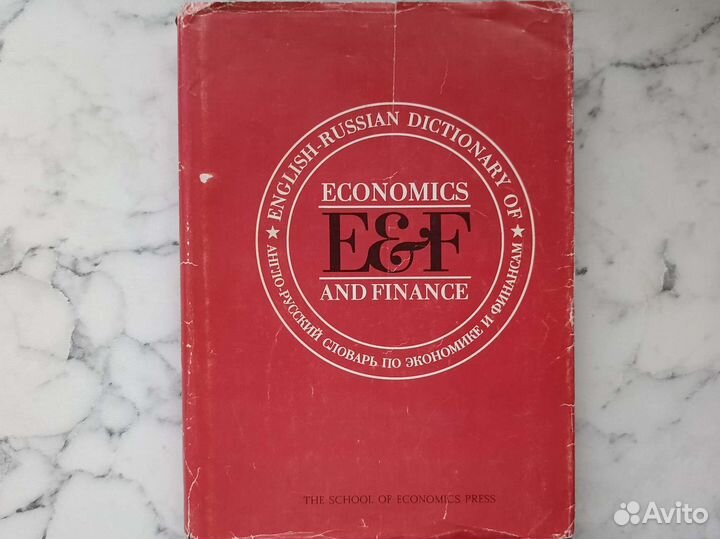 ENGLISH-RUSSIAN DICTIONARY OF
ECONOMICS
E&F
AND FINANCE
АНГЛО-РУССКИЙ СЛОВАРЬ ПО ЭКОНОМИКЕ И ФИНАНСАМ
THE SCHOOL OF ECONOMICS PRESS
Avito